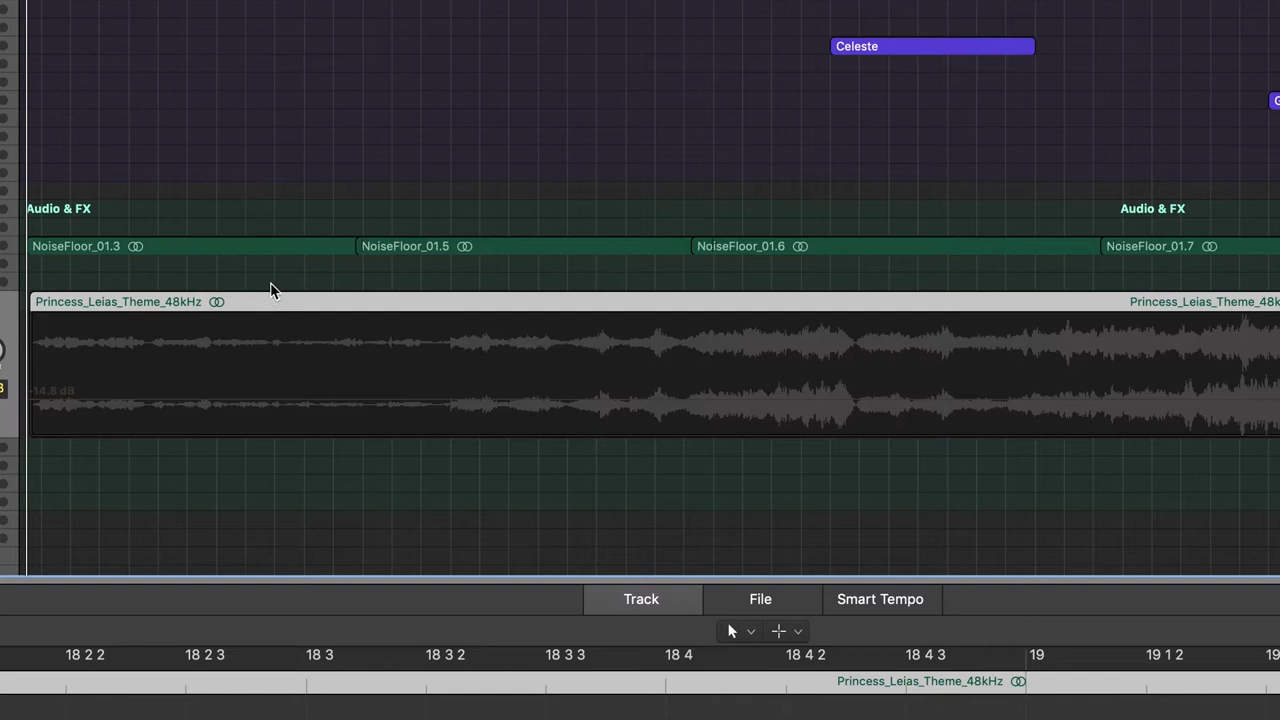 Celeste
Audio & FX
Audio & FX
NoiseFloor_01.3
NoiseFloor_01.5
NoiseFloor_01.6
NoiseFloor_01.7
Princess_Leias_Theme_48kHz
Princess_Leias_Theme_48k
-14.8 dB
Track
File
Smart Tempo
18 2 2
18 2 3
18 3
18 3 2
18 3 3
18 4
18 4 2
18 4 3
19
19 1 2
19
Princess_Leias_Theme_48kHz